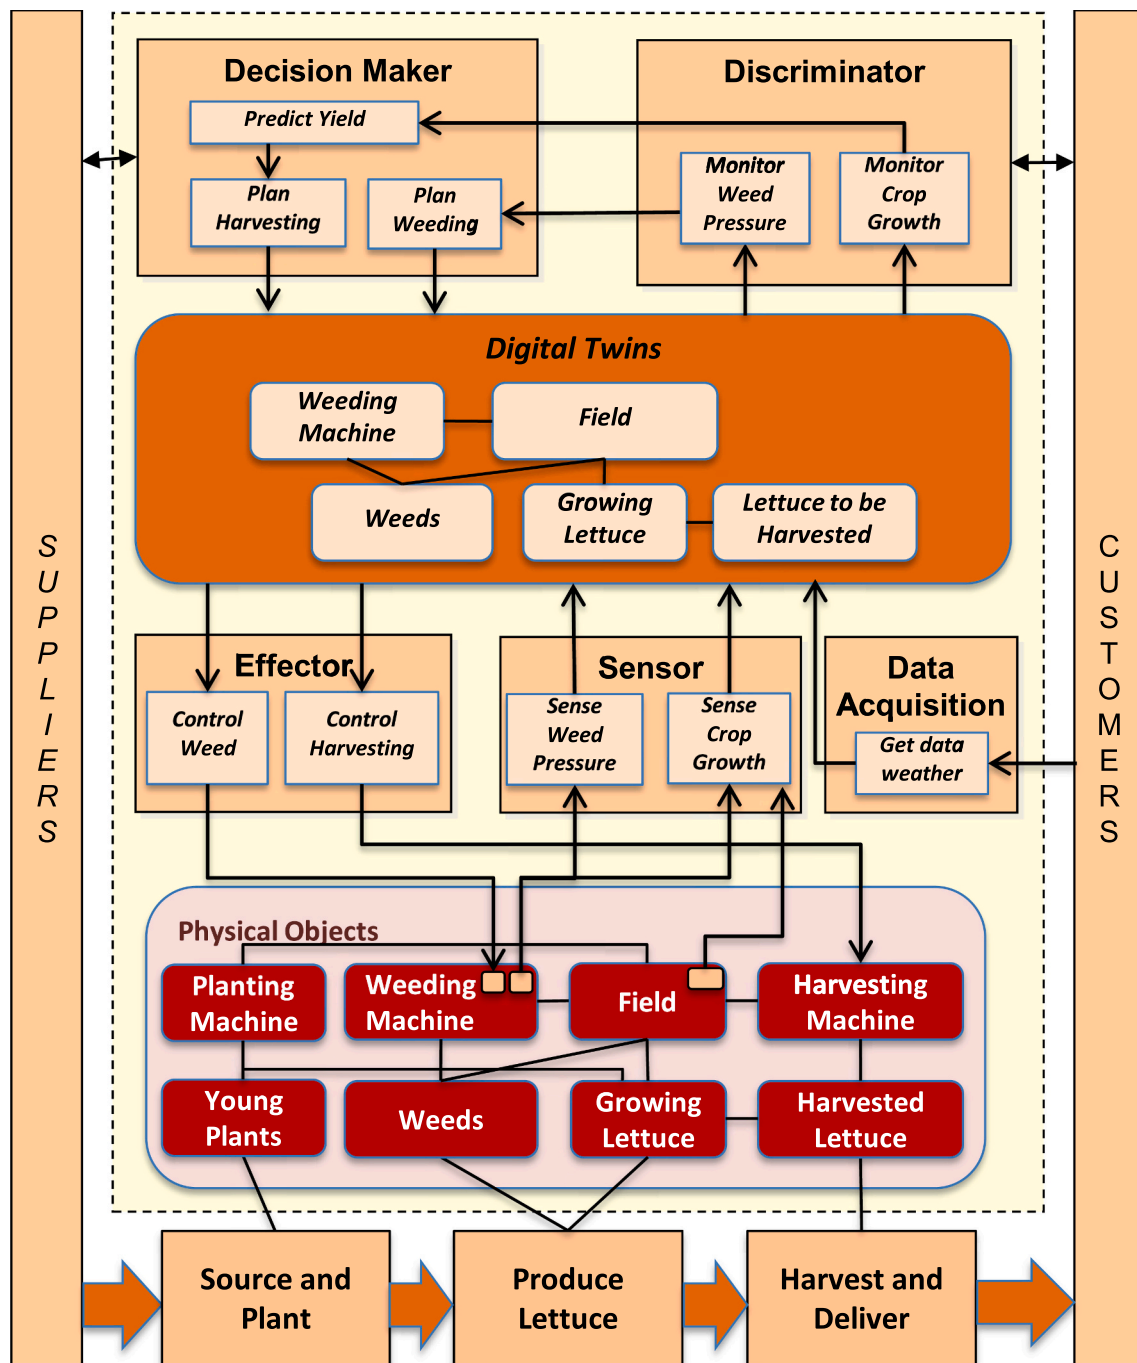 Decision Maker
Discriminator
Predict Yield
Plan
Harvesting
Plan
Weeding
Monitor
Weed
Pressure
Monitor
Crop
Growth
Digital Twins
Weeding
Machine
Field
Weeds
Growing
Lettuce
Lettuce to be
Harvested
SUPPLIERS
CUSTOMERS
Effector
Control
Weed
Control
Harvesting
Sensor
Sense
Weed
Pressure
Sense
Crop
Growth
Data
Acquisition
Get data
weather
Physical Objects
Planting
Machine
Weeding
Machine
Field
Harvesting
Machine
Young
Plants
Weeds
Growing
Lettuce
Harvested
Lettuce
Source and
Plant
Produce
Lettuce
Harvest and
Deliver